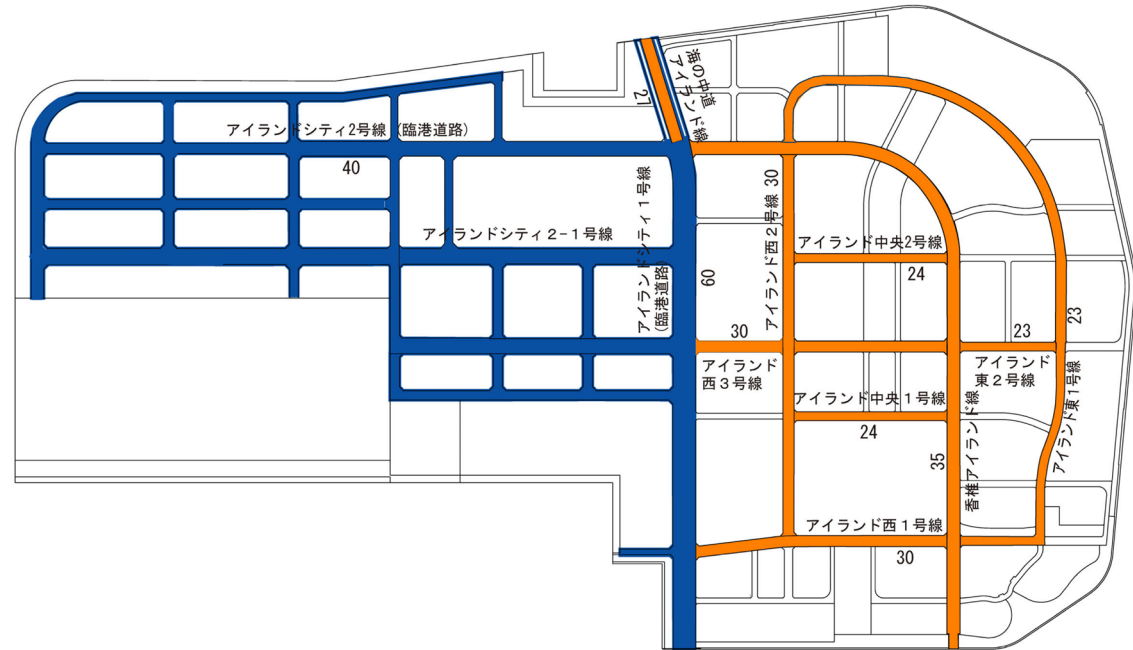 海の中道
アイランド線
27
アイランドシティ2号線（臨港道路）
40
アイランドシティ２−１号線
アイランドシティ１号線
（臨港道路）
60
アイランド西２号線
30
アイランド中央2号線
24
30
アイランド
西３号線
23
23
アイランド
東２号線
アイランド東１号線
アイランド中央１号線
24
香椎アイランド線
35
アイランド西１号線
30